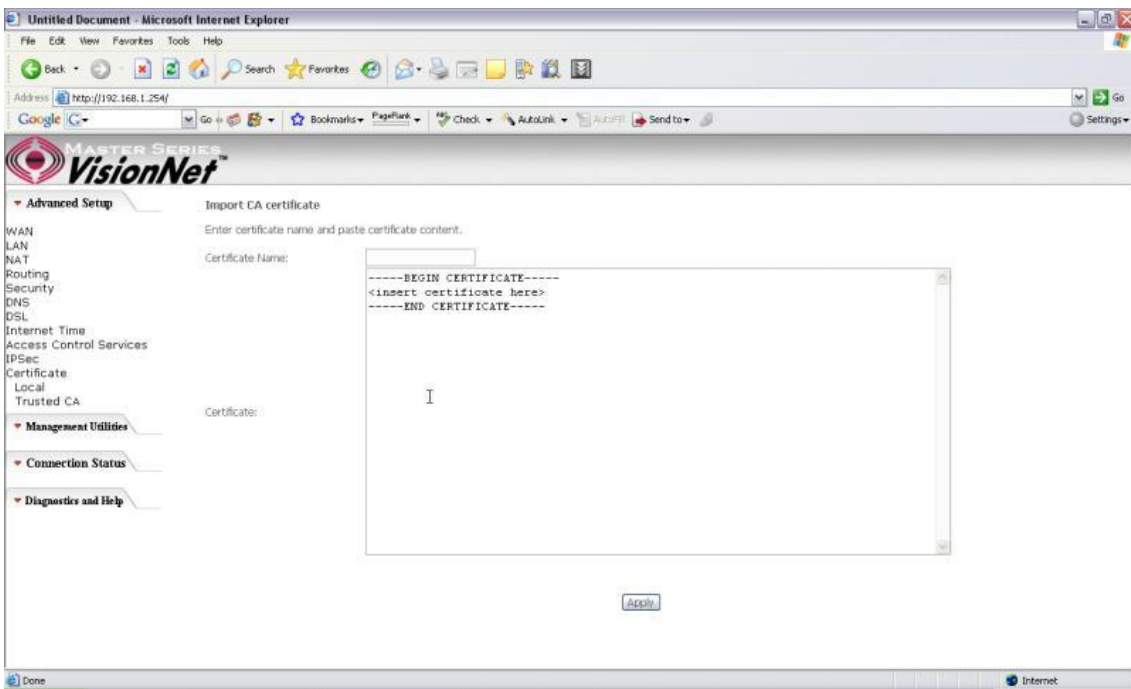 Untitled Document - Microsoft Internet Explorer
File Edit View Favorites Tools Help
Back Search Favorites
Address http://192.168.1.254/ Go
Google G Go Bookmarks PageRank Check AutoLink AutoFill Send to Settings
MASTER SERIES
VisionNet™
Advanced Setup
Import CA certificate
Enter certificate name and paste certificate content.
WAN
LAN
NAT
Routing
Security
DNS
DSL
Internet Time
Access Control Services
IPSec
Certificate
Local
Trusted CA
Management Utilities
Connection Status
Diagnostics and Help
Certificate Name:
-----BEGIN CERTIFICATE-----
<insert certificate here>
-----END CERTIFICATE-----
Certificate:
Apply
Done Internet